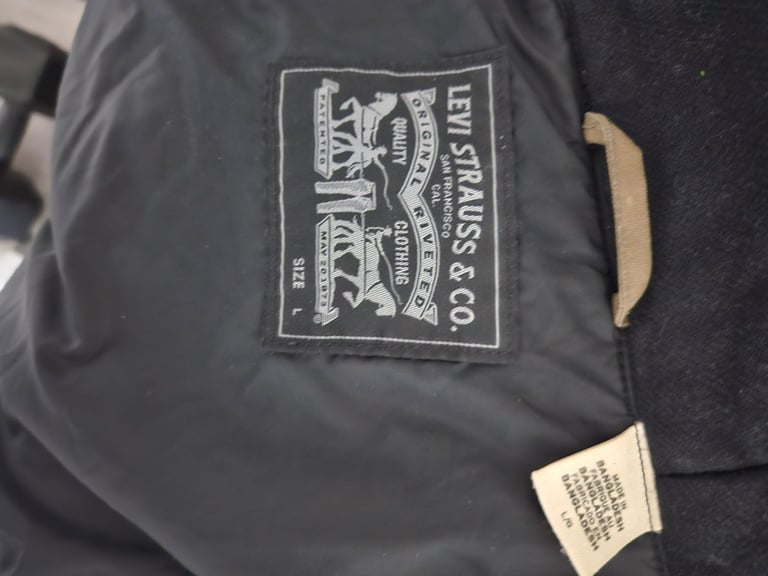 LEVI STRAUSS & CO.
SAN FRANCISCO
CAL.
ORIGINAL RIVETED
QUALITY CLOTHING
PATENTED MAY 20 1873
SIZE L
MADE IN
BANGLADESH
FABRIQUÉ AU
BANGLADESH
FABRICADO EN
BANGLADESH
L/G